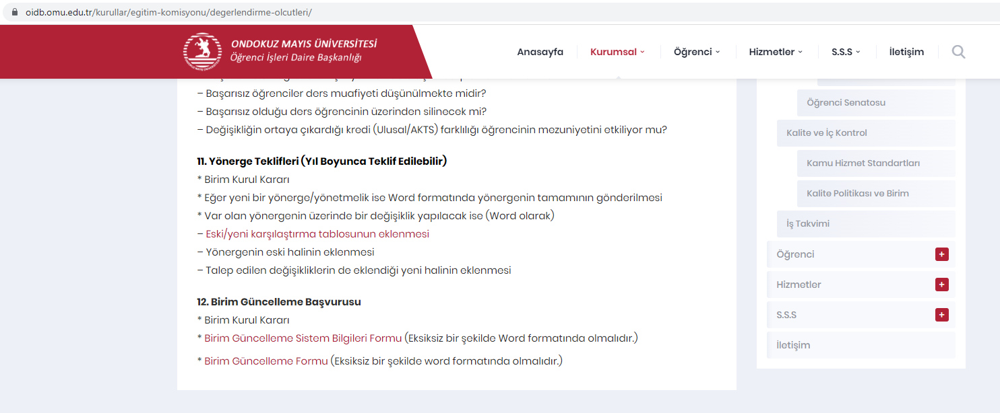 oidb.omu.edu.tr/kurullar/egitim-komisyonu/degerlendirme-olcutleri/
ONDOKUZ MAYIS ÜNİVERSİTESİ
Öğrenci İşleri Daire Başkanlığı
Anasayfa
Kurumsal
Öğrenci
Hizmetler
S.S.S
İletişim
– Başarısız öğrenciler ders muafiyeti düşünülmekte midir?
– Başarısız olduğu ders öğrencinin üzerinden silinecek mi?
– Değişikliğin ortaya çıkardığı kredi (Ulusal/AKTS) farklılığı öğrencinin mezuniyetini etkiliyor mu?
11. Yönerge Teklifleri (Yıl Boyunca Teklif Edilebilir)
* Birim Kurul Kararı
* Eğer yeni bir yönerge/yönetmelik ise Word formatında yönergenin tamamının gönderilmesi
* Var olan yönergenin üzerinde bir değişiklik yapılacak ise (Word olarak)
– Eski/yeni karşılaştırma tablosunun eklenmesi
– Yönergenin eski halinin eklenmesi
– Talep edilen değişikliklerin de eklendiği yeni halinin eklenmesi
12. Birim Güncelleme Başvurusu
* Birim Kurul Kararı
* Birim Güncelleme Sistem Bilgileri Formu (Eksiksiz bir şekilde Word formatında olmalıdır.)
* Birim Güncelleme Formu (Eksiksiz bir şekilde word formatında olmalıdır.)
Öğrenci Senatosu
Kalite ve İç Kontrol
Kamu Hizmet Standartları
Kalite Politikası ve Birim
İş Takvimi
Öğrenci
Hizmetler
S.S.S
İletişim